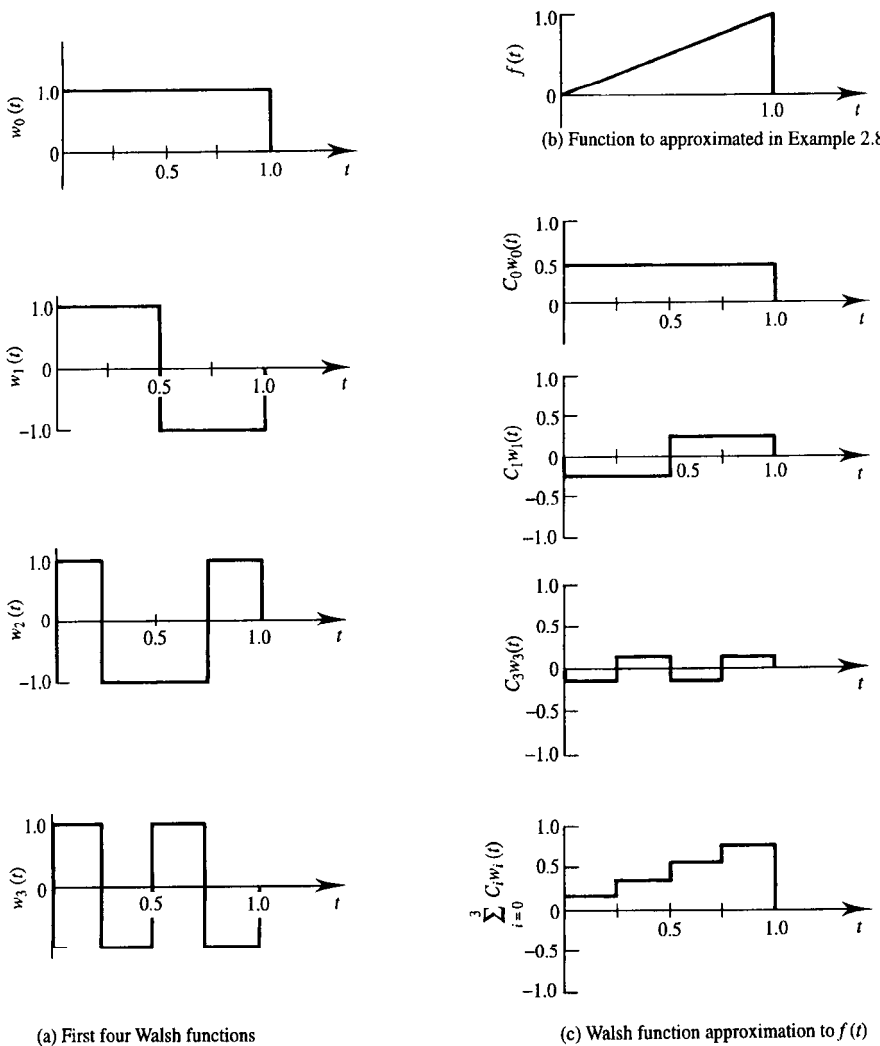 w₀(t)
1.0
0
0.5
1.0
t
w₁(t)
1.0
0
−1.0
0.5
1.0
t
w₂(t)
1.0
0
−1.0
0.5
1.0
t
w₃(t)
1.0
0
0.5
1.0
t
(a) First four Walsh functions
f(t)
1.0
0
1.0
t
(b) Function to approximated in Example 2.8
C₀w₀(t)
1.0
0.5
0
0.5
1.0
t
C₁w₁(t)
1.0
0.5
0
−0.5
−1.0
0.5
1.0
t
C₃w₃(t)
1.0
0.5
0
−0.5
−1.0
0.5
1.0
t
3
∑ Cᵢwᵢ(t)
i = 0
1.0
0.5
0
−0.5
−1.0
0.5
1.0
t
(c) Walsh function approximation to f(t)